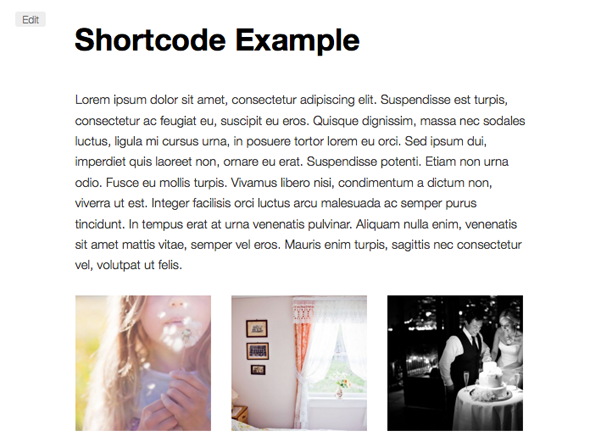 Edit
Shortcode Example
Lorem ipsum dolor sit amet, consectetur adipiscing elit. Suspendisse est turpis,
consectetur ac feugiat eu, suscipit eu eros. Quisque dignissim, massa nec sodales
luctus, ligula mi cursus urna, in posuere tortor lorem eu orci. Sed ipsum dui,
imperdiet quis laoreet non, ornare eu erat. Suspendisse potenti. Etiam non urna
odio. Fusce eu mollis turpis. Vivamus libero nisi, condimentum a dictum non,
viverra ut est. Integer facilisis orci luctus arcu malesuada ac semper purus
tincidunt. In tempus erat at urna venenatis pulvinar. Aliquam nulla enim, venenatis
sit amet mattis vitae, semper vel eros. Mauris enim turpis, sagittis nec consectetur
vel, volutpat ut felis.